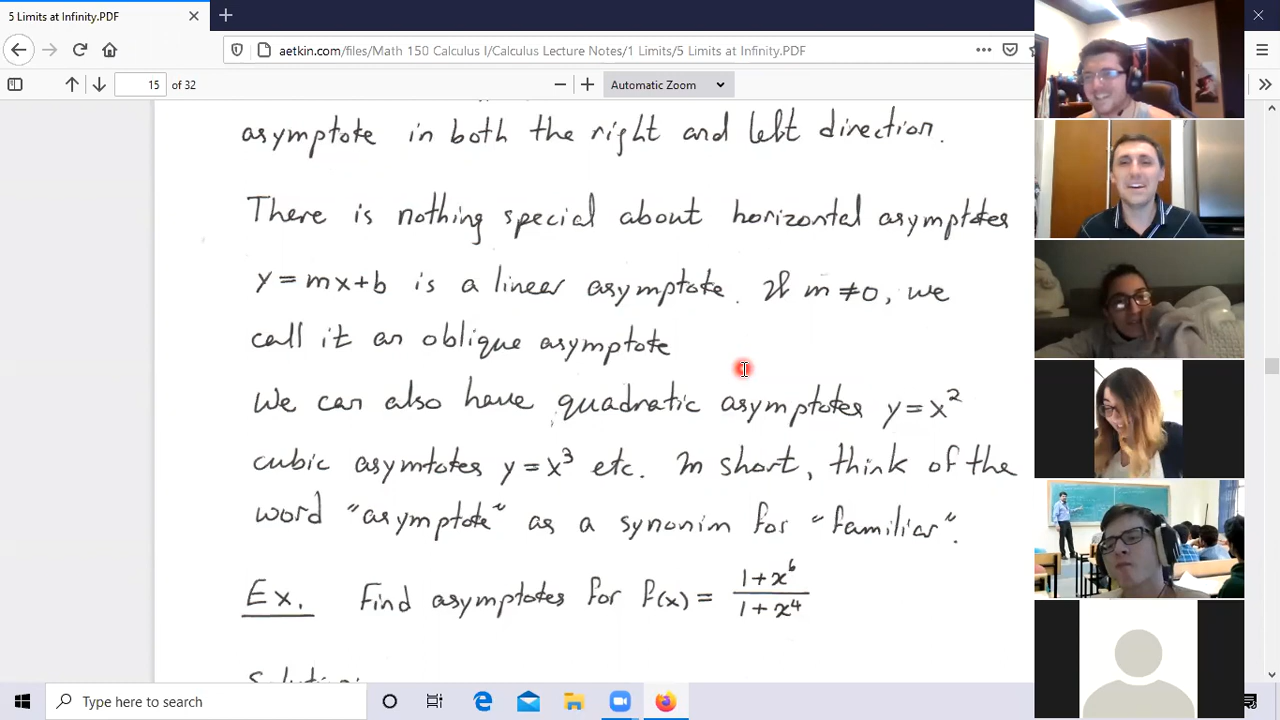 5 Limits at Infinity.PDF
aetkin.com/files/Math 150 Calculus I/Calculus Lecture Notes/1 Limits/5 Limits at Infinity.PDF
15 of 32
Automatic Zoom
asymptote in both the right and left direction.
There is nothing special about horizontal asymptotes
y = mx+b is a linear asymptote. If m ≠ 0, we
call it an oblique asymptote
We can also have quadratic asymptotes y = x²
cubic asymtotes y = x³ etc. In short, think of the
word "asymptote" as a synonim for "familiar".
Ex. Find asymptotes for f(x) = (1+x⁶)/(1+x⁴)
Solution:
Type here to search